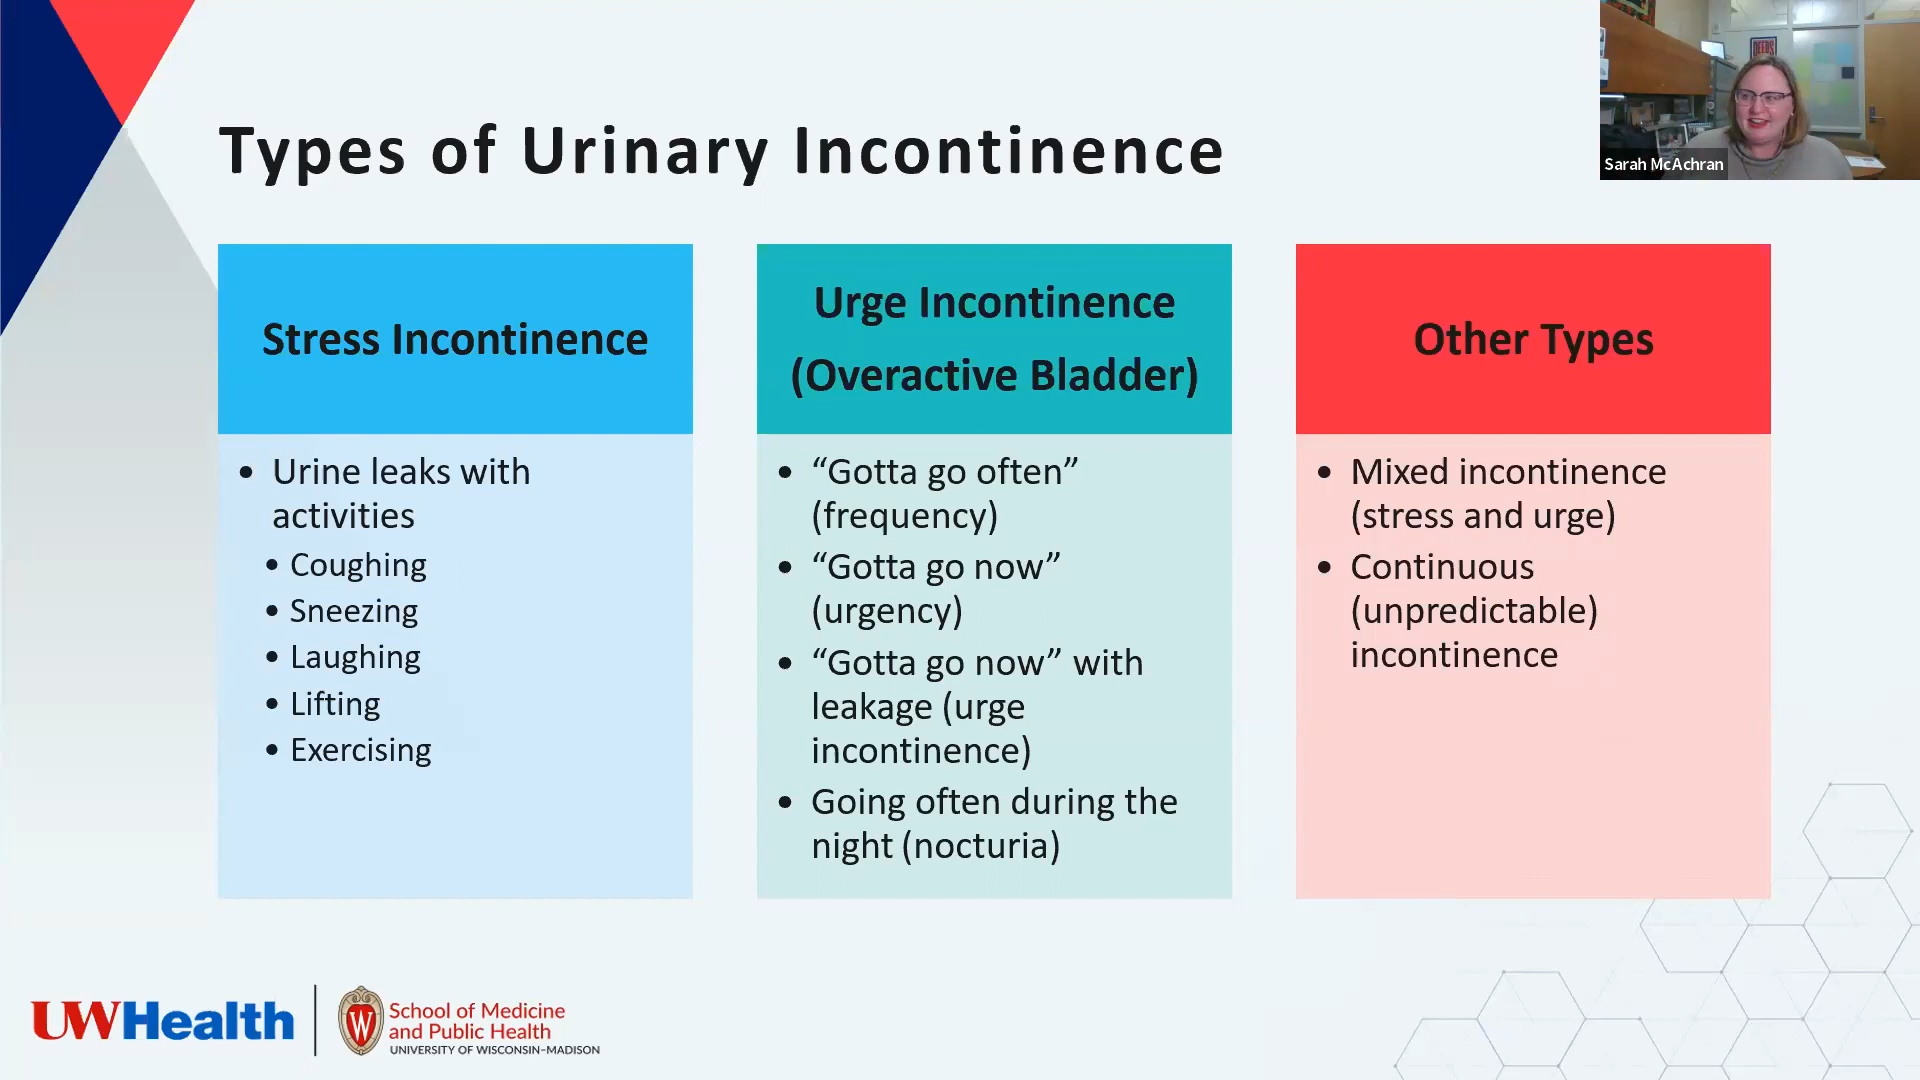 Types of Urinary Incontinence
DEEDS
Sarah McAchran
Stress Incontinence
• Urine leaks with
activities
• Coughing
• Sneezing
• Laughing
• Lifting
• Exercising
Urge Incontinence
(Overactive Bladder)
• “Gotta go often”
(frequency)
• “Gotta go now”
(urgency)
• “Gotta go now” with
leakage (urge
incontinence)
• Going often during the
night (nocturia)
Other Types
• Mixed incontinence
(stress and urge)
• Continuous
(unpredictable)
incontinence
UWHealth
W
School of Medicine
and Public Health
UNIVERSITY OF WISCONSIN–MADISON